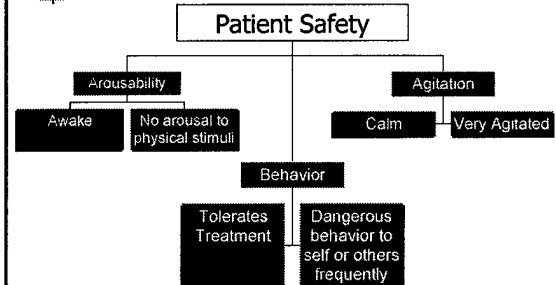 Patient Safety
Arousability
Agitation
Awake
No arousal to
physical stimuli
Calm
Very Agitated
Behavior
Tolerates
Treatment
Dangerous
behavior to
self or others
frequently